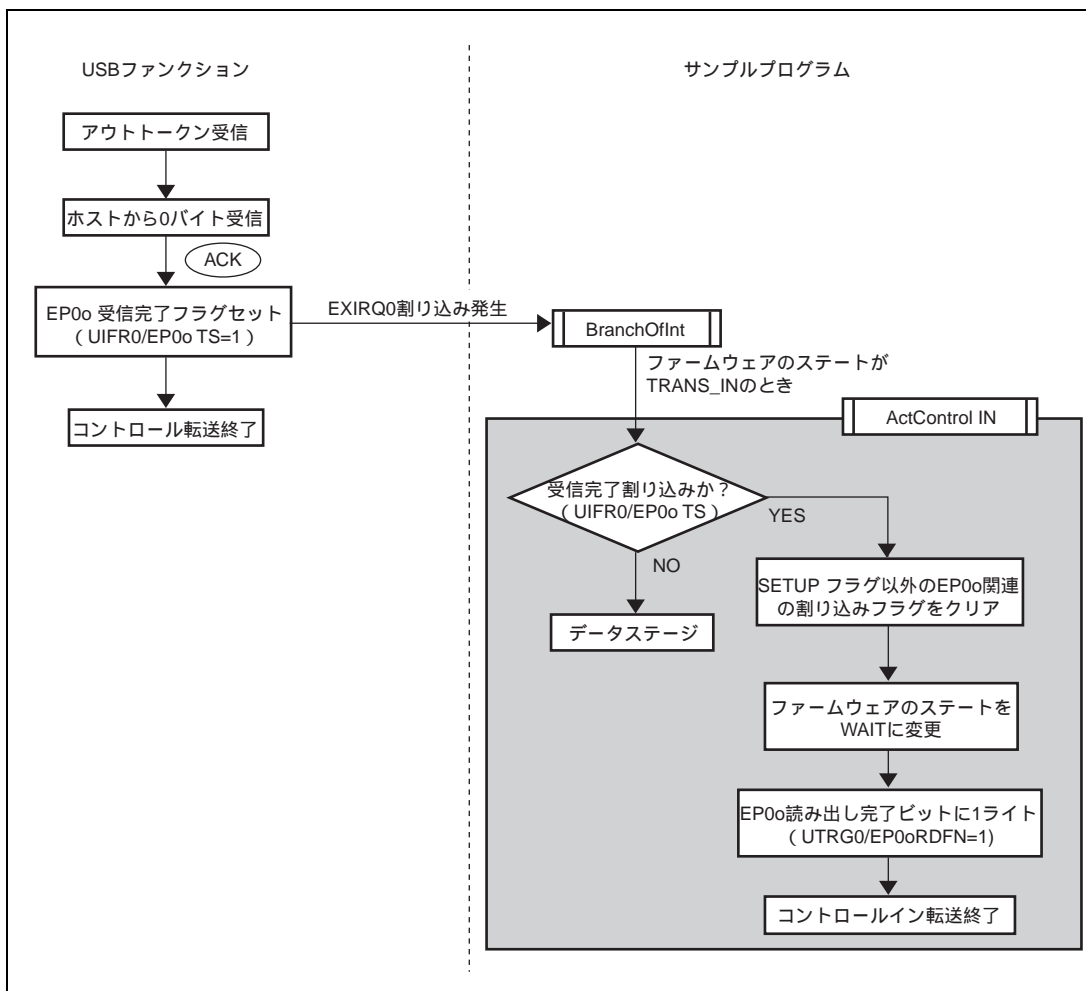 USBファンクション
サンプルプログラム
アウトトークン受信
ホストから0バイト受信
ACK
EP0o 受信完了フラグセット
( UIFR0/EP0o TS=1 )
EXIRQ0割り込み発生
コントロール転送終了
BranchOfInt
ファームウェアのステートが
TRANS_INのとき
ActControl IN
受信完了割り込みか？
( UIFR0/EP0o TS )
YES
NO
データステージ
SETUP フラグ以外のEP0o関連
の割り込みフラグをクリア
ファームウェアのステートを
WAITに変更
EP0o読み出し完了ビットに1ライト
( UTRG0/EP0oRDFN=1)
コントロールイン転送終了